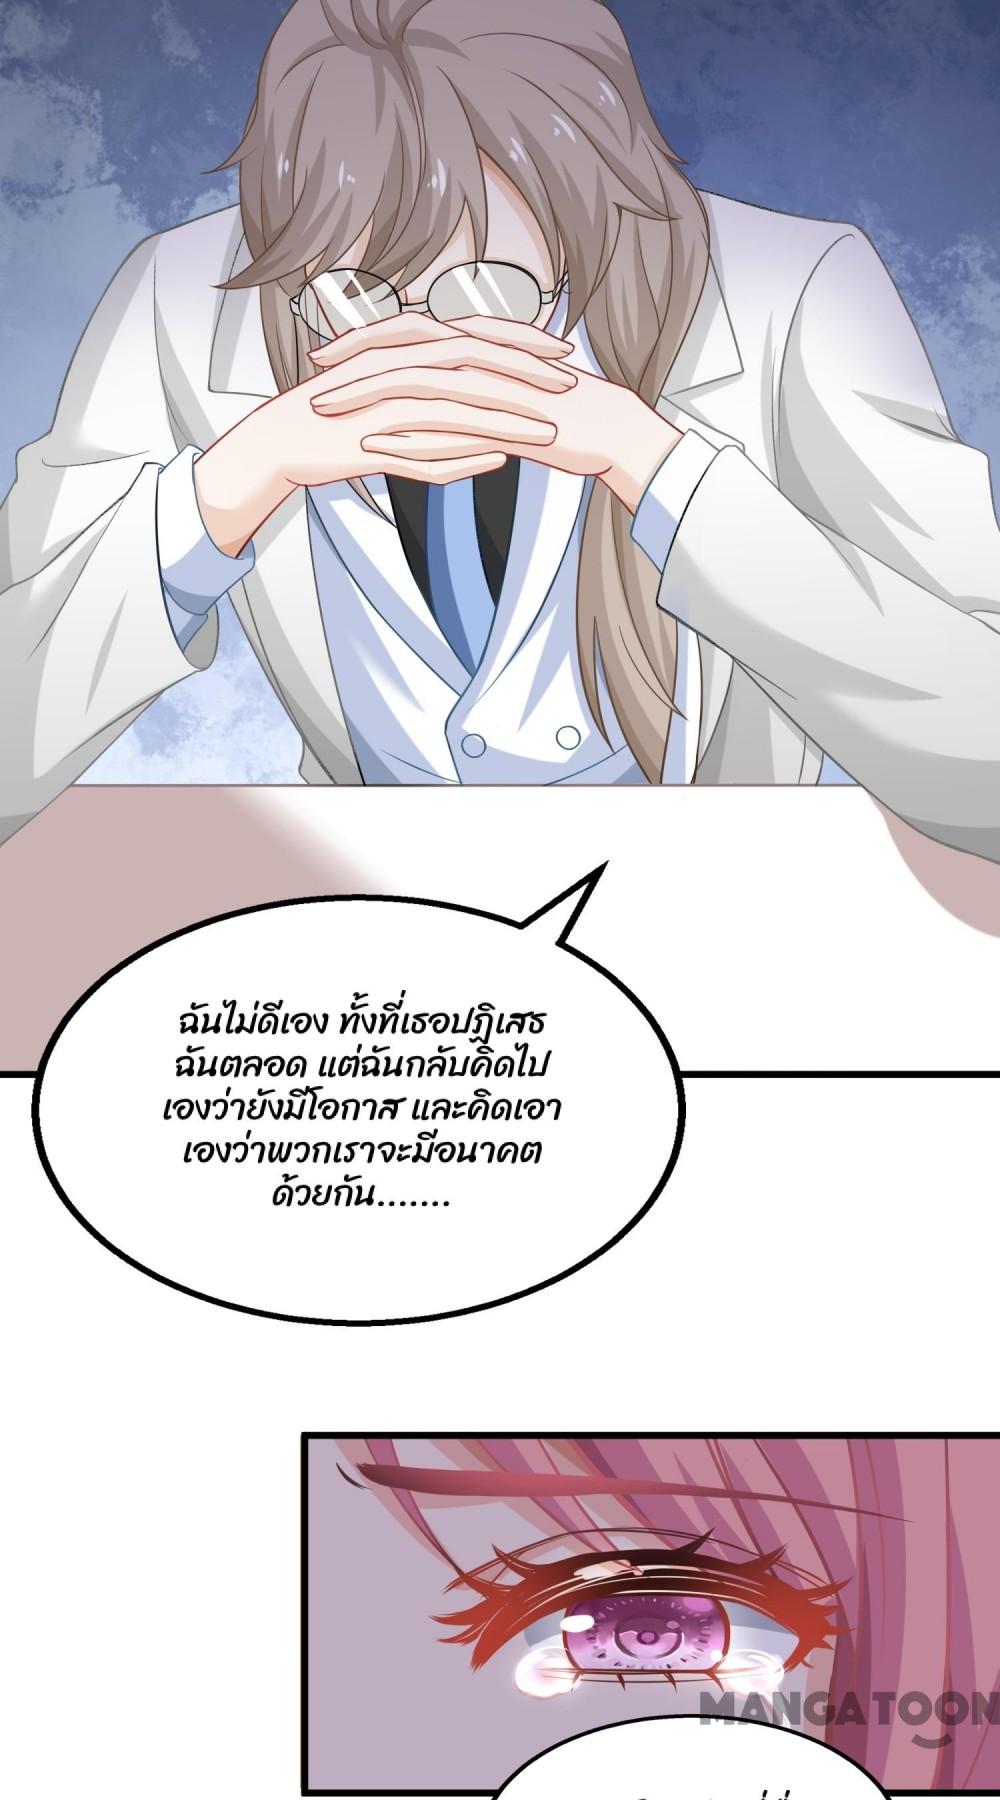 ฉันไม่ดีเอง ทั้งที่เธอปฏิเสธ
ฉันตลอด แต่ฉันกลับคิดไป
เองว่ายังมีโอกาส และคิดเอา
เองว่าพวกเราจะมีอนาคต
ด้วยกัน.......
MANGATOON